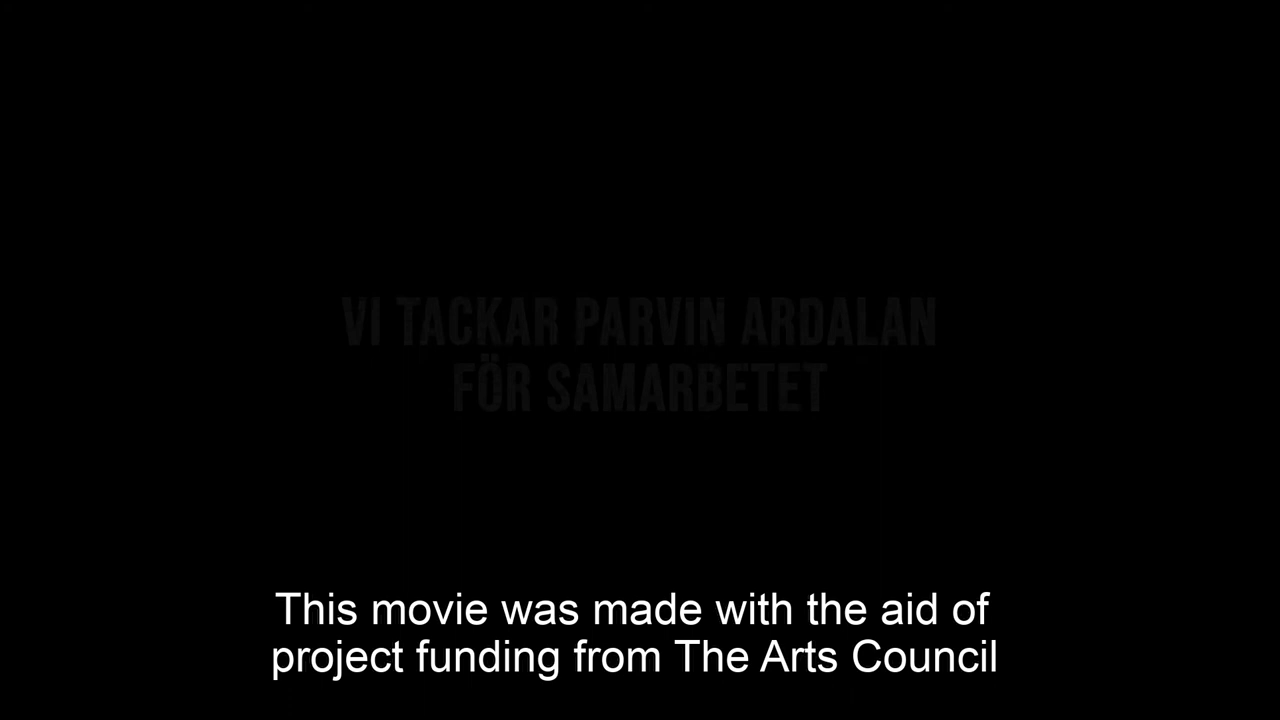 VI TACKAR PARVIN ARDALAN
FÖR SAMARBETET
This movie was made with the aid of
project funding from The Arts Council